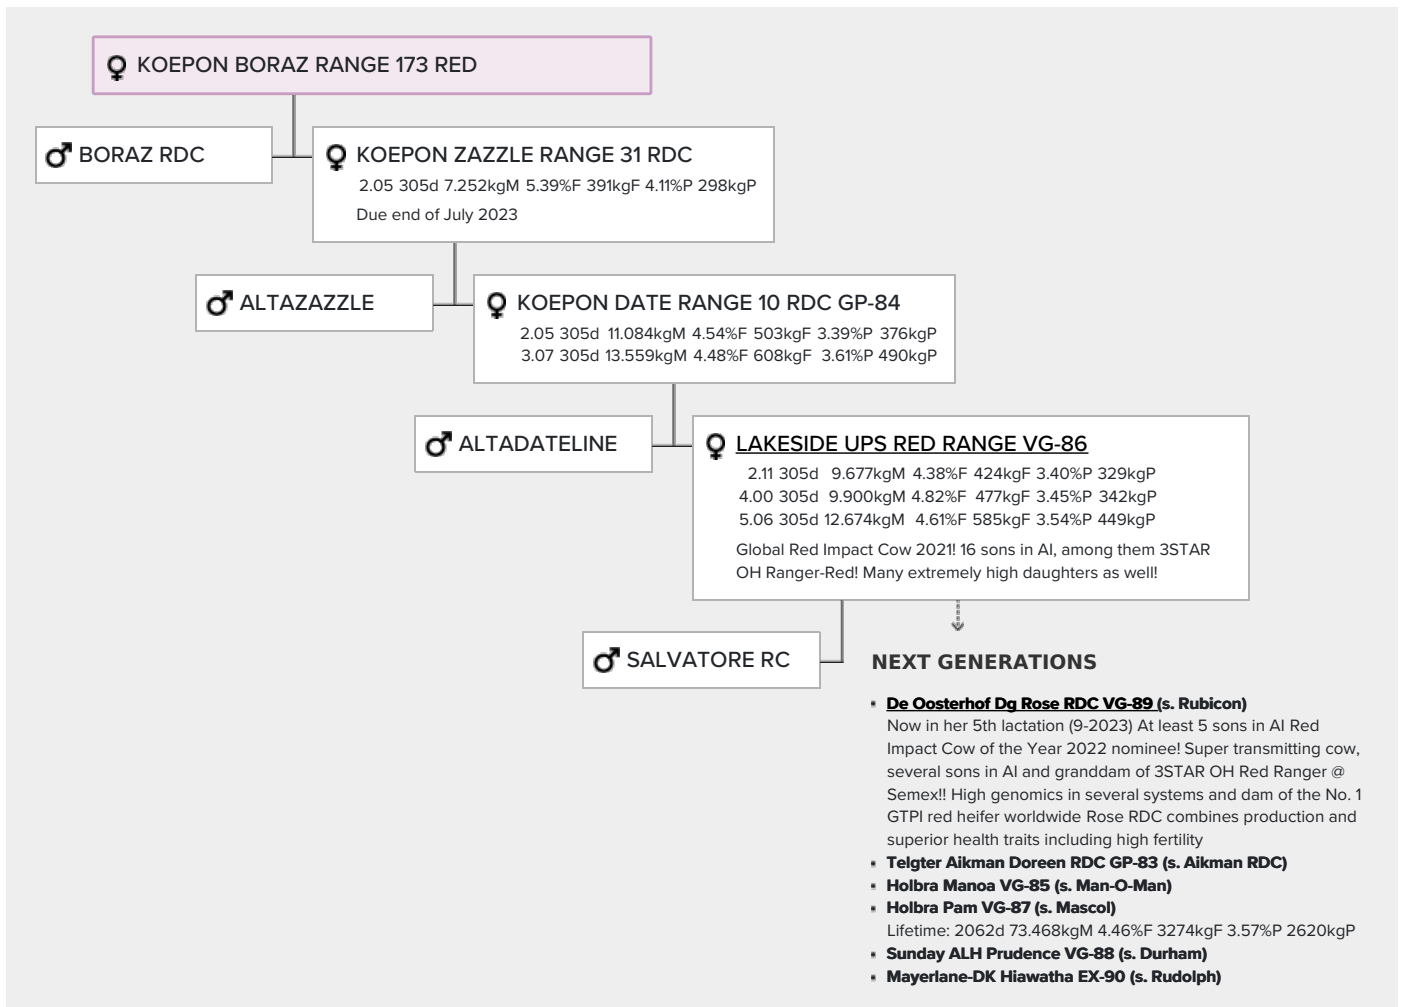 KOEPON BORAZ RANGE 173 RED
BORAZ RDC
KOEPON ZAZZLE RANGE 31 RDC
2.05 305d 7.252kgM 5.39%F 391kgF 4.11%P 298kgP
Due end of July 2023
ALTAZAZZLE
KOEPON DATE RANGE 10 RDC GP-84
2.05 305d 11.084kgM 4.54%F 503kgF 3.39%P 376kgP
3.07 305d 13.559kgM 4.48%F 608kgF 3.61%P 490kgP
ALTADATELINE
LAKESIDE UPS RED RANGE VG-86
2.11 305d 9.677kgM 4.38%F 424kgF 3.40%P 329kgP
4.00 305d 9.900kgM 4.82%F 477kgF 3.45%P 342kgP
5.06 305d 12.674kgM 4.61%F 585kgF 3.54%P 449kgP
Global Red Impact Cow 2021! 16 sons in AI, among them 3STAR
OH Ranger-Red! Many extremely high daughters as well!
SALVATORE RC
NEXT GENERATIONS
De Oosterhof Dg Rose RDC VG-89 (s. Rubicon)
Now in her 5th lactation (9-2023) At least 5 sons in AI Red
Impact Cow of the Year 2022 nominee! Super transmitting cow,
several sons in AI and granddam of 3STAR OH Red Ranger @
Semex!! High genomics in several systems and dam of the No. 1
GTPI red heifer worldwide Rose RDC combines production and
superior health traits including high fertility
Telgter Aikman Doreen RDC GP-83 (s. Aikman RDC)
Holbra Manoa VG-85 (s. Man-O-Man)
Holbra Pam VG-87 (s. Mascol)
Lifetime: 2062d 73.468kgM 4.46%F 3274kgF 3.57%P 2620kgP
Sunday ALH Prudence VG-88 (s. Durham)
Mayerlane-DK Hiawatha EX-90 (s. Rudolph)